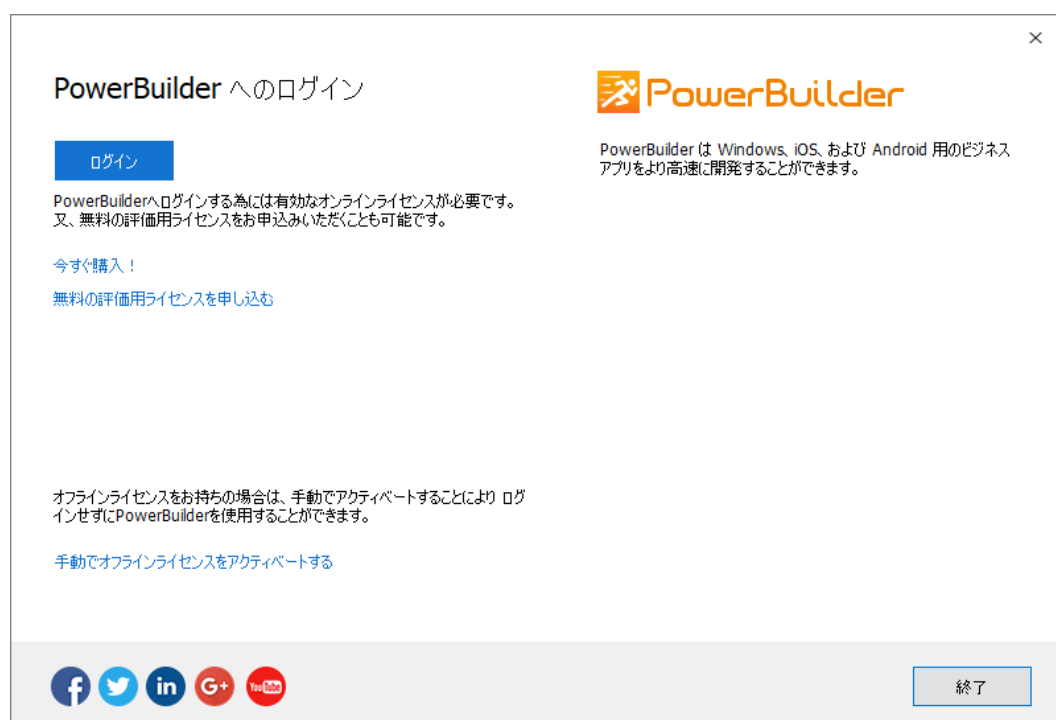 PowerBuilder へのログイン
ログイン
PowerBuilderへログインする為には有効なオンラインライセンスが必要です。
又、無料の評価用ライセンスをお申込みいただくことも可能です。
今すぐ購入！
無料の評価用ライセンスを申し込む
オフラインライセンスをお持ちの場合は、手動でアクティベートすることにより ログ
インせずにPowerBuilderを使用することができます。
手動でオフラインライセンスをアクティベートする
PowerBuilder
PowerBuilder は Windows、iOS、および Android 用のビジネス
アプリをより高速に開発することができます。
f
in
G+
YouTube
終了